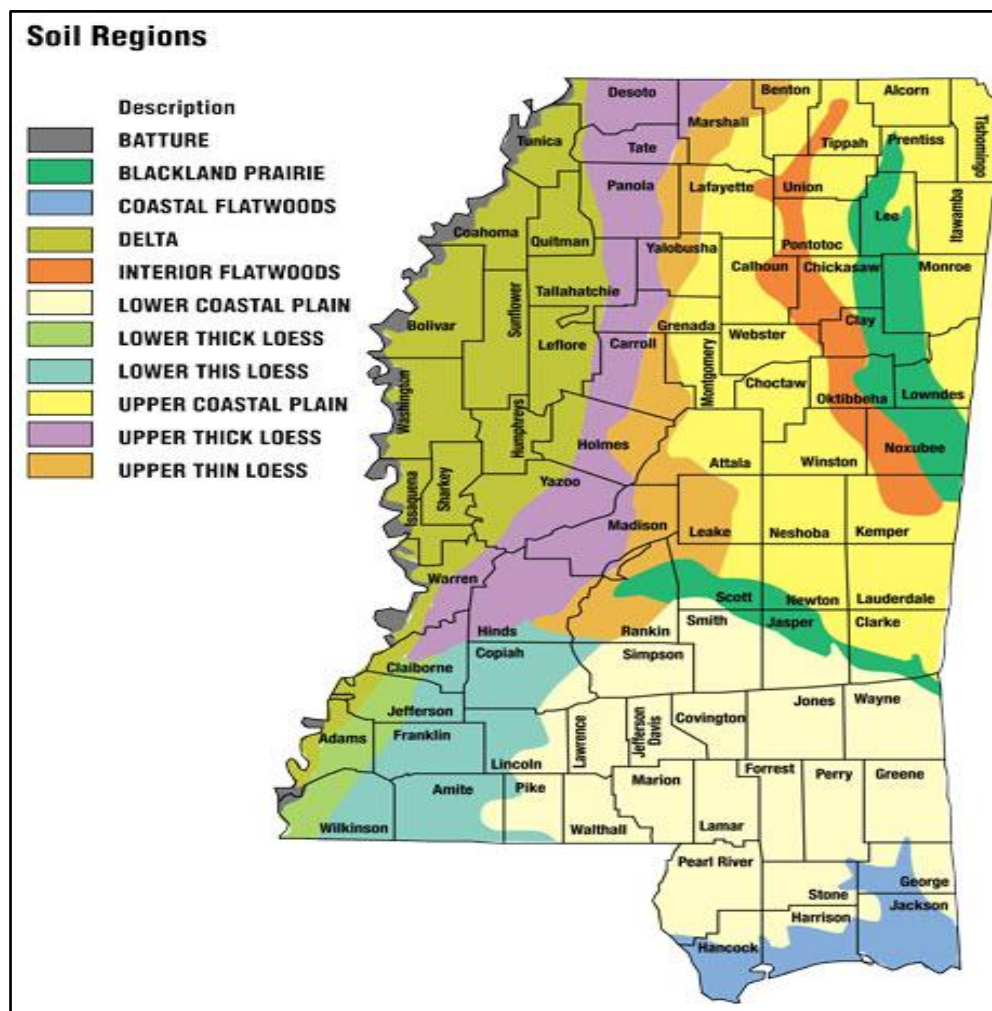 Soil Regions
Description
BATTURE
BLACKLAND PRAIRIE
COASTAL FLATWOODS
DELTA
INTERIOR FLATWOODS
LOWER COASTAL PLAIN
LOWER THICK LOESS
LOWER THIS LOESS
UPPER COASTAL PLAIN
UPPER THICK LOESS
UPPER THIN LOESS
Desoto
Benton
Alcorn
Marshall
Tunica
Tate
Tippah
Prentiss
Tishomingo
Panola
Lafayette
Union
Lee
Itawamba
Coahoma
Quitman
Yalobusha
Pontotoc
Calhoun
Chickasaw
Monroe
Tallahatchie
Sunflower
Bolivar
Leflore
Grenada
Carroll
Webster
Clay
Montgomery
Choctaw
Oktibbeha
Lowndes
Washington
Humphreys
Holmes
Attala
Winston
Noxubee
Issaquena
Sharkey
Yazoo
Madison
Leake
Neshoba
Kemper
Warren
Scott
Newton
Lauderdale
Hinds
Rankin
Smith
Jasper
Clarke
Claiborne
Copiah
Simpson
Jefferson
Covington
Jones
Wayne
Adams
Franklin
Lincoln
Lawrence
Jefferson
Davis
Wilkinson
Amite
Pike
Walthall
Marion
Lamar
Forrest
Perry
Greene
Pearl River
Stone
George
Harrison
Jackson
Hancock